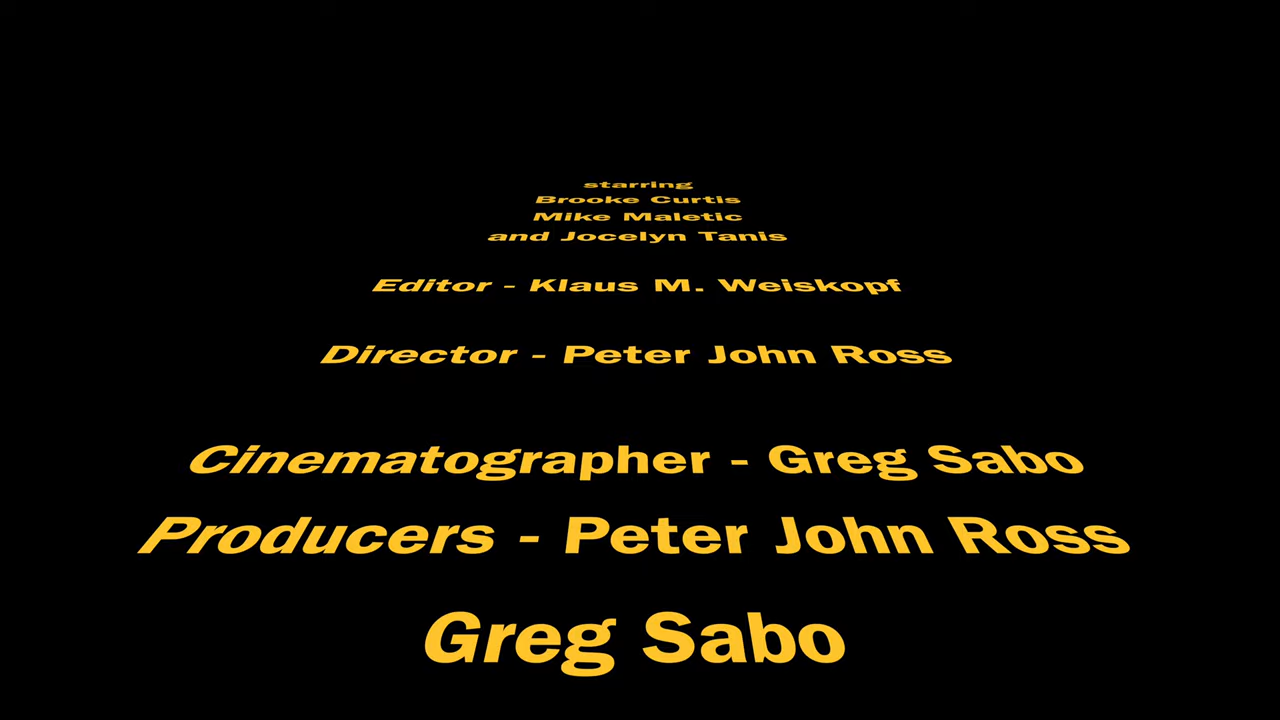 starring
Brooke Curtis
Mike Maletic
and Jocelyn Tanis
Editor - Klaus M. Weiskopf
Director - Peter John Ross
Cinematographer - Greg Sabo
Producers - Peter John Ross
Greg Sabo